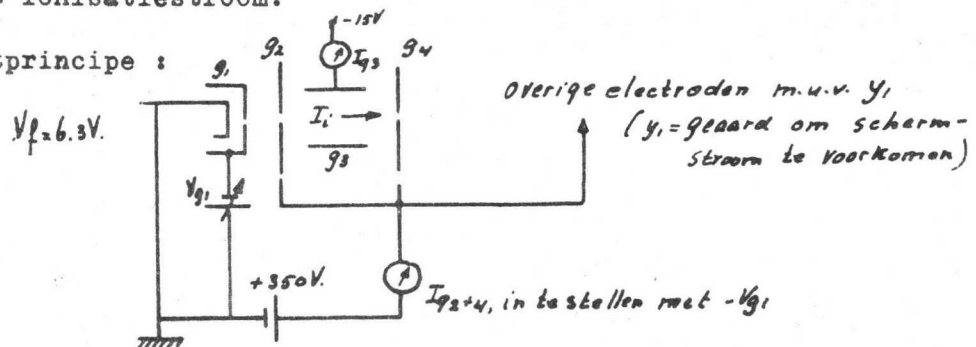 ionisatiestroom.
tprincipe :
Vf=6.3V.
g1
g2
-15V
Ig3
g4
Ii
g3
Vg1
+350V.
Ig2+4, in te stellen met -Vg1
overige electroden m.u.v. y1
(y1=geaard om scherm-
stroom te voorkomen)